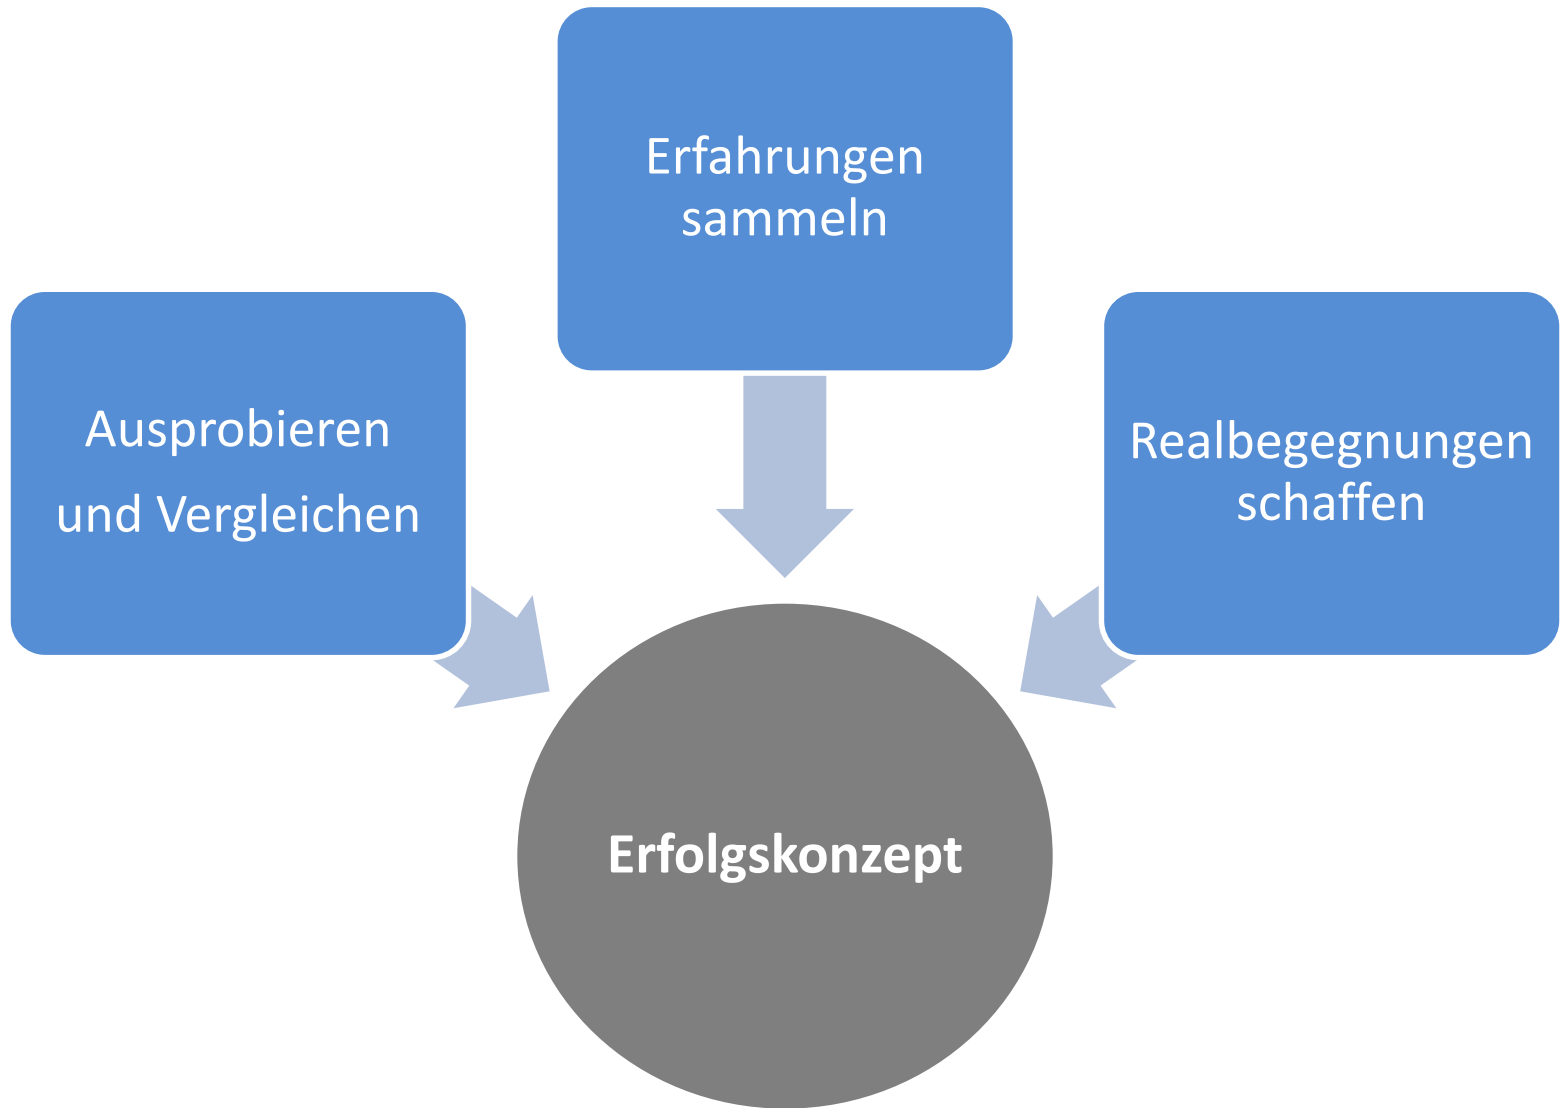 Erfahrungen
sammeln
Ausprobieren
und Vergleichen
Realbegegnungen
schaffen
Erfolgskonzept